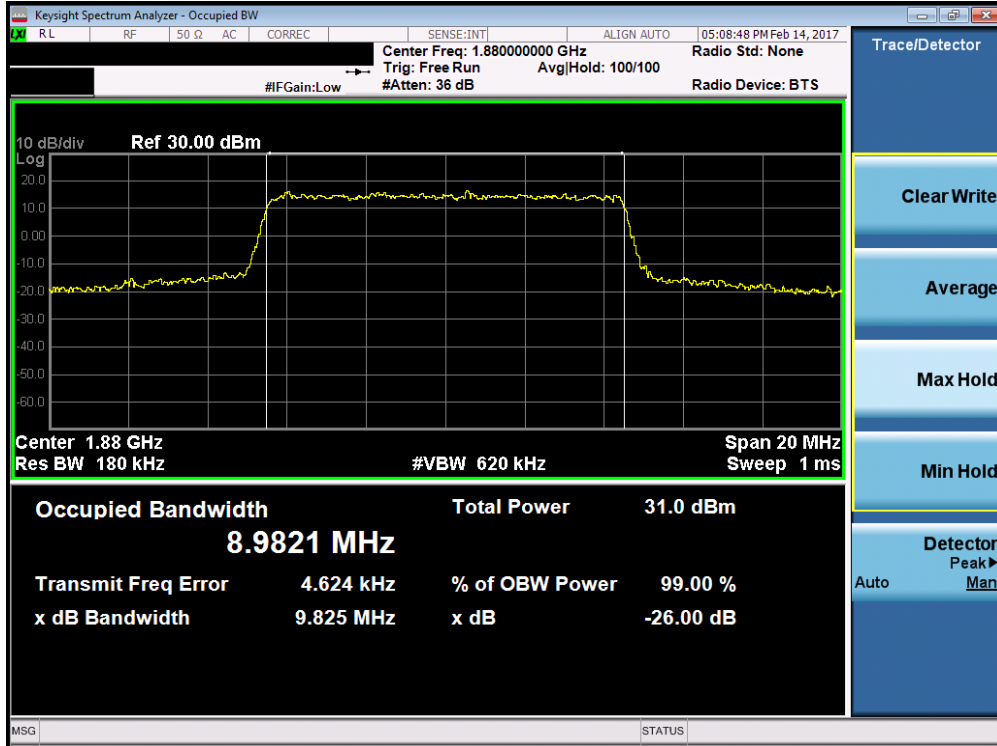 Keysight Spectrum Analyzer - Occupied BW
LXI RL RF 50 Ω AC CORREC SENSE:INT ALIGN AUTO 05:08:48 PM Feb 14, 2017
Center Freq: 1.880000000 GHz Radio Std: None
Trig: Free Run Avg|Hold: 100/100
#IFGain:Low #Atten: 36 dB Radio Device: BTS
10 dB/div Ref 30.00 dBm
Log
20.0
10.0
0.00
-10.0
-20.0
-30.0
-40.0
-50.0
-60.0
Center 1.88 GHz Span 20 MHz
Res BW 180 kHz #VBW 620 kHz Sweep 1 ms
Occupied Bandwidth Total Power 31.0 dBm
8.9821 MHz
Transmit Freq Error 4.624 kHz % of OBW Power 99.00 %
x dB Bandwidth 9.825 MHz x dB -26.00 dB
Trace/Detector
Clear Write
Average
Max Hold
Min Hold
Detector
Peak▶
Auto Man
MSG STATUS